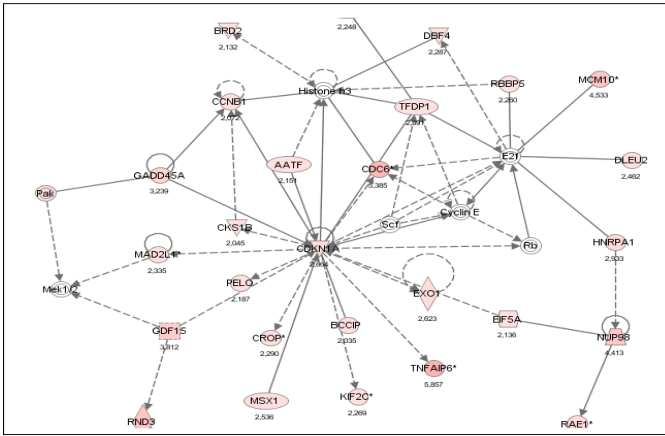 2,248
BRD2
2,132
DBF4
2,287
Histone h3
RBBP5
2,260
MCM10*
4,533
CCNB1
2,072
TFDP1
E2f
DLEU2
2,462
AATF
2,151
CDC6*
3,385
GADD45A
3,239
Pak
CKS1B
2,045
Scf
Cyclin E
Rb
CDKN1A
HNRPA1
2,933
MAD2L1*
2,335
Mek1/2
PELO
2,187
EXO1
2,623
EIF5A
2,136
GDF15
3,812
CROP*
2,290
BCCIP
2,035
NUP98
4,413
TNFAIP6*
5,857
MSX1
2,536
KIF2C*
2,269
RND3
RAE1*